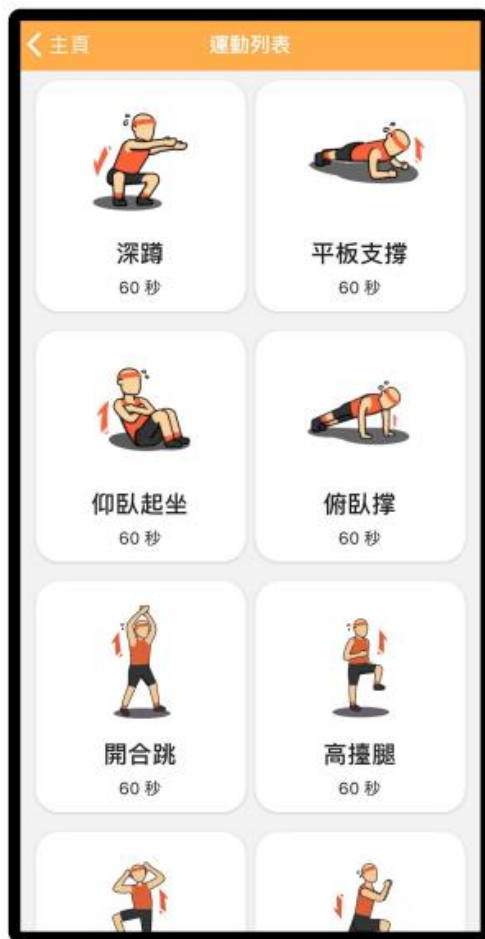 主頁
運動列表
深蹲
60 秒
平板支撐
60 秒
仰臥起坐
60 秒
俯臥撐
60 秒
開合跳
60 秒
高擡腿
60 秒